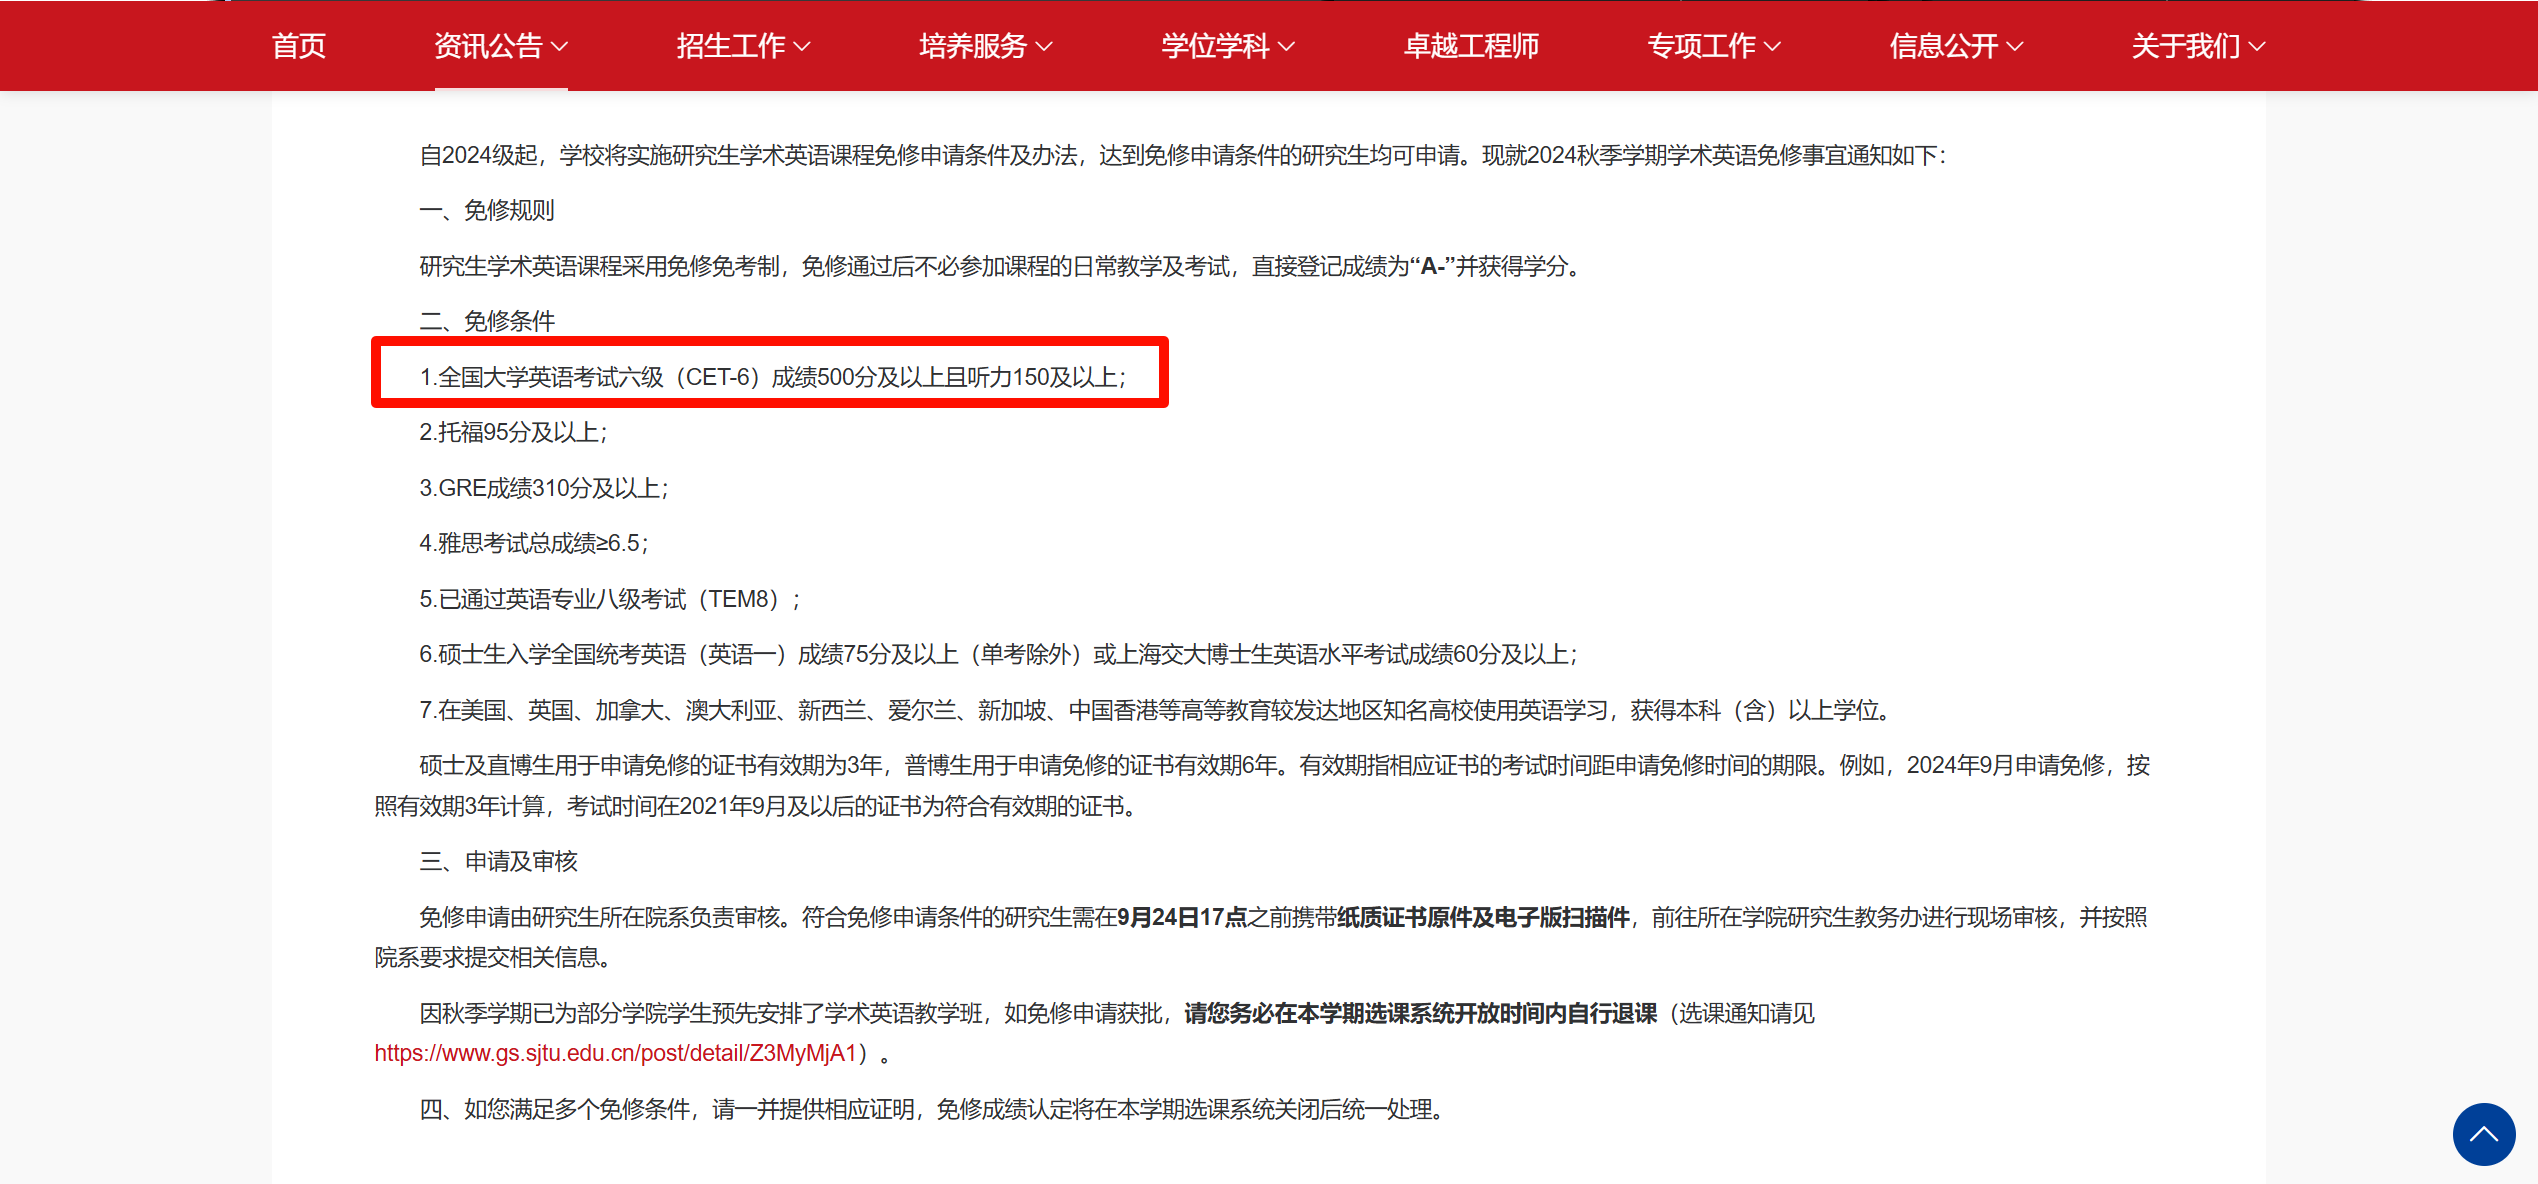 首页 资讯公告 招生工作 培养服务 学位学科 卓越工程师 专项工作 信息公开 关于我们
自2024级起，学校将实施研究生学术英语课程免修申请条件及办法，达到免修申请条件的研究生均可申请。现就2024秋季学期学术英语免修事宜通知如下：
一、免修规则
研究生学术英语课程采用免修免考制，免修通过后不必参加课程的日常教学及考试，直接登记成绩为“A-”并获得学分。
二、免修条件
1.全国大学英语考试六级（CET-6）成绩500分及以上且听力150及以上；
2.托福95分及以上；
3.GRE成绩310分及以上；
4.雅思考试总成绩≥6.5；
5.已通过英语专业八级考试（TEM8）；
6.硕士生入学全国统考英语（英语一）成绩75分及以上（单考除外）或上海交大博士生英语水平考试成绩60分及以上；
7.在美国、英国、加拿大、澳大利亚、新西兰、爱尔兰、新加坡、中国香港等高等教育较发达地区知名高校使用英语学习，获得本科（含）以上学位。
硕士及直博生用于申请免修的证书有效期为3年，普博生用于申请免修的证书有效期6年。有效期指相应证书的考试时间距申请免修时间的期限。例如，2024年9月申请免修，按
照有效期3年计算，考试时间在2021年9月及以后的证书为符合有效期的证书。
三、申请及审核
免修申请由研究生所在院系负责审核。符合免修申请条件的研究生需在9月24日17点之前携带纸质证书原件及电子版扫描件，前往所在学院研究生教务办进行现场审核，并按照
院系要求提交相关信息。
因秋季学期已为部分学院学生预先安排了学术英语教学班，如免修申请获批，请您务必在本学期选课系统开放时间内自行退课（选课通知请见
https://www.gs.sjtu.edu.cn/post/detail/Z3MyMjA1）。
四、如您满足多个免修条件，请一并提供相应证明，免修成绩认定将在本学期选课系统关闭后统一处理。